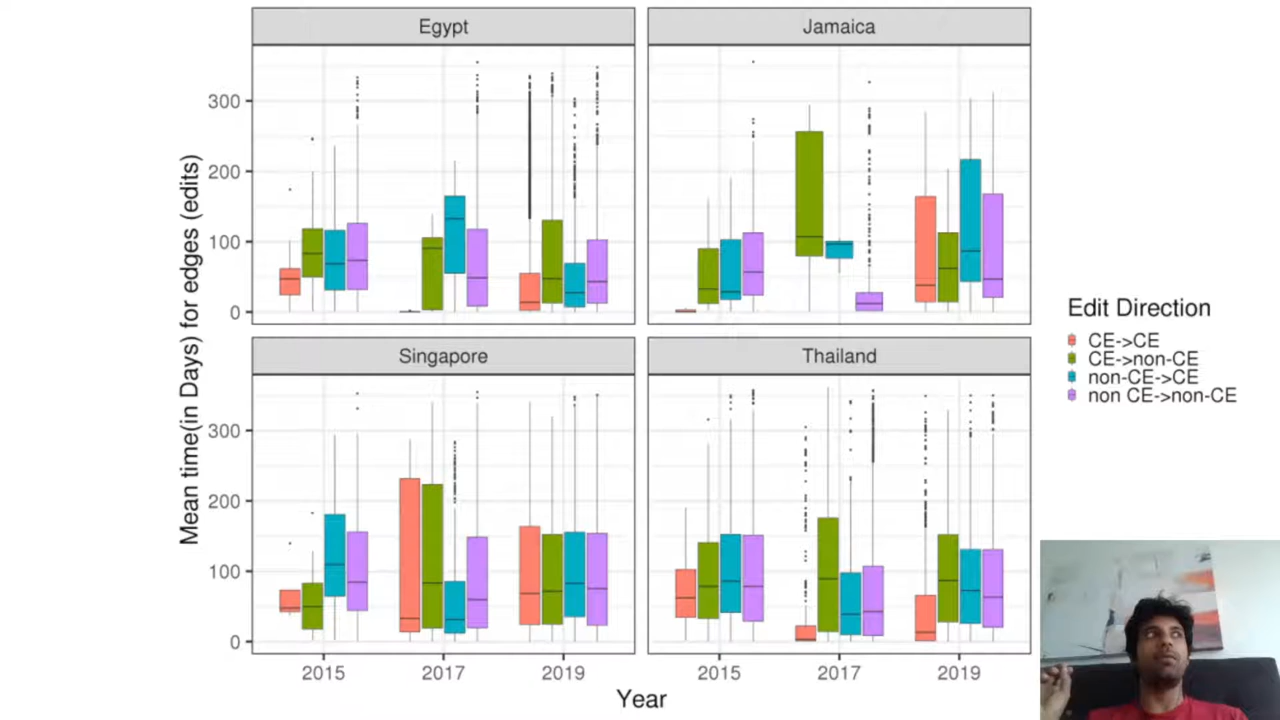 Egypt
Jamaica
300
200
100
0
Singapore
Thailand
300
200
100
0
2015
2017
2019
2015
2017
2019
Year
Mean time(in Days) for edges (edits)
Edit Direction
CE->CE
CE->non-CE
non-CE->CE
non CE->non-CE